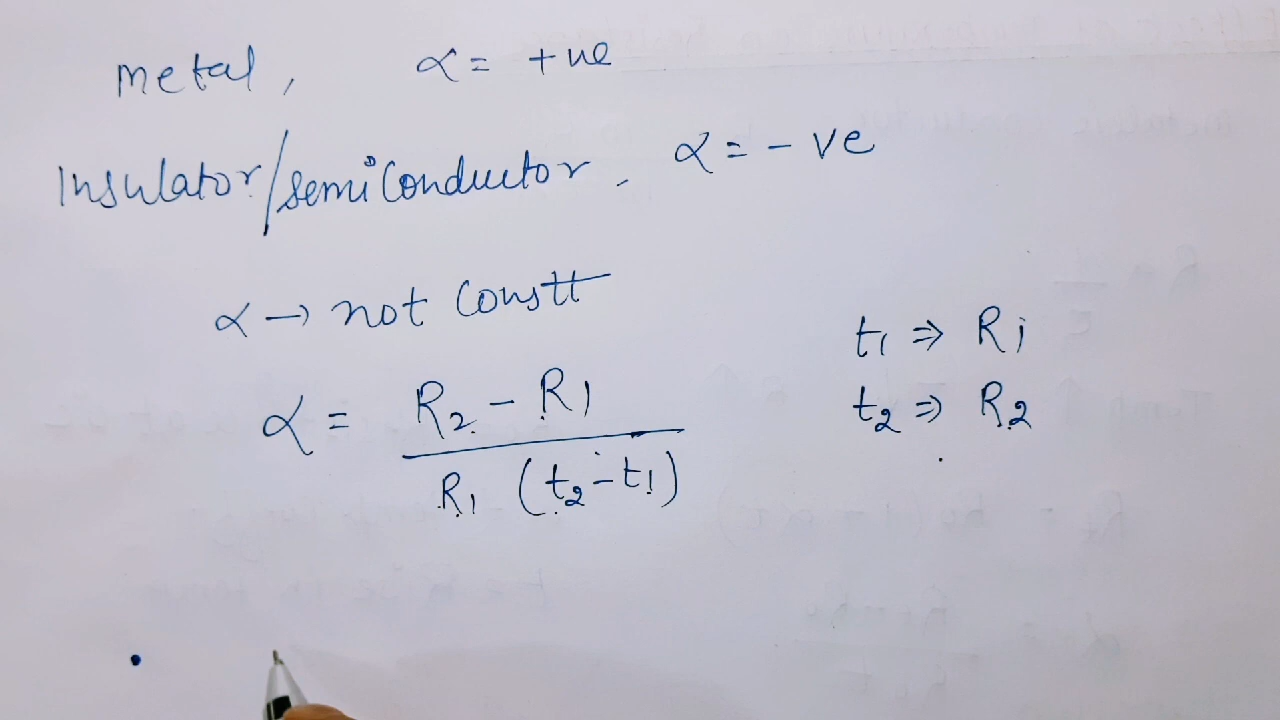 metal, α = +ve
Insulator/semiconductor, α = - ve
α → not constt
t1 ⇒ R1
t2 ⇒ R2
α = R2 - R1
R1 (t2 - t1)